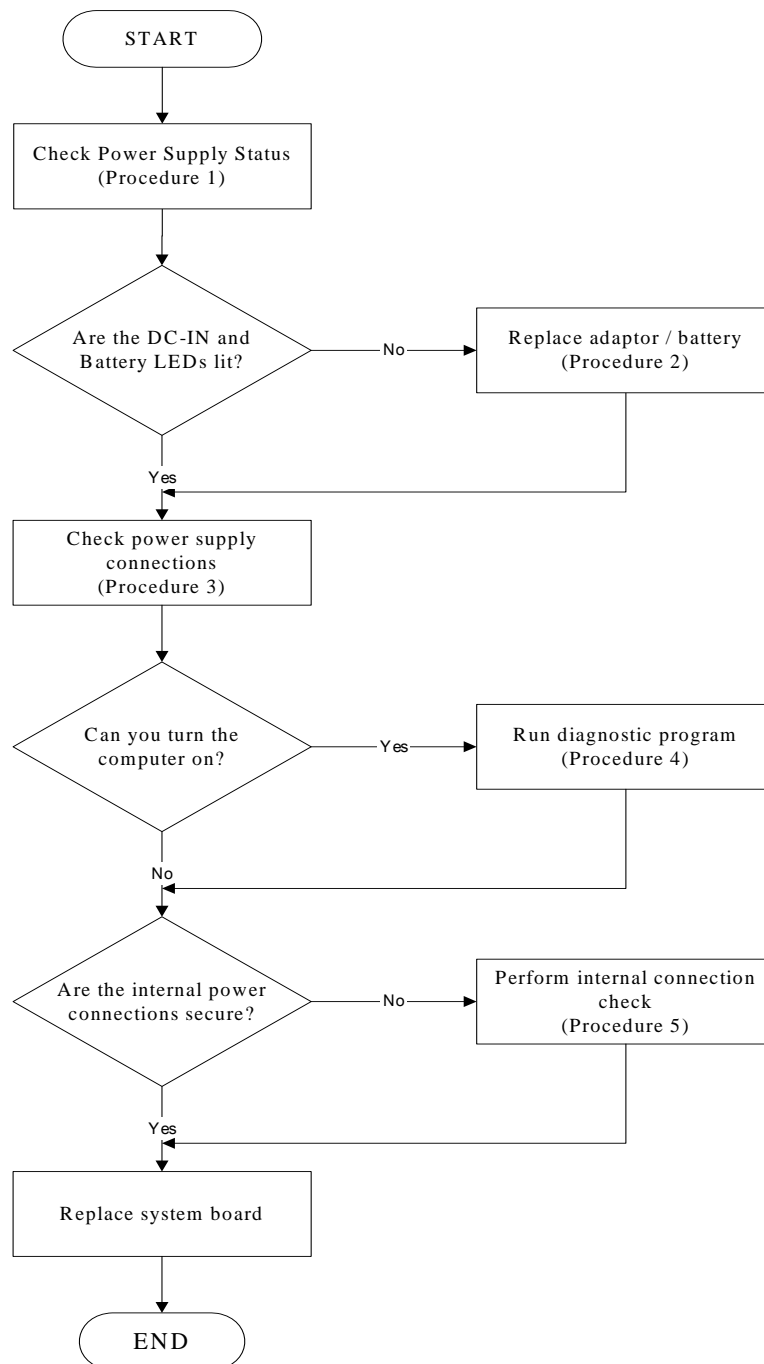 START
Check Power Supply Status
(Procedure 1)
Are the DC-IN and
Battery LEDs lit?
No
Replace adaptor / battery
(Procedure 2)
Yes
Check power supply
connections
(Procedure 3)
Can you turn the
computer on?
Yes
Run diagnostic program
(Procedure 4)
No
Are the internal power
connections secure?
No
Perform internal connection
check
(Procedure 5)
Yes
Replace system board
END